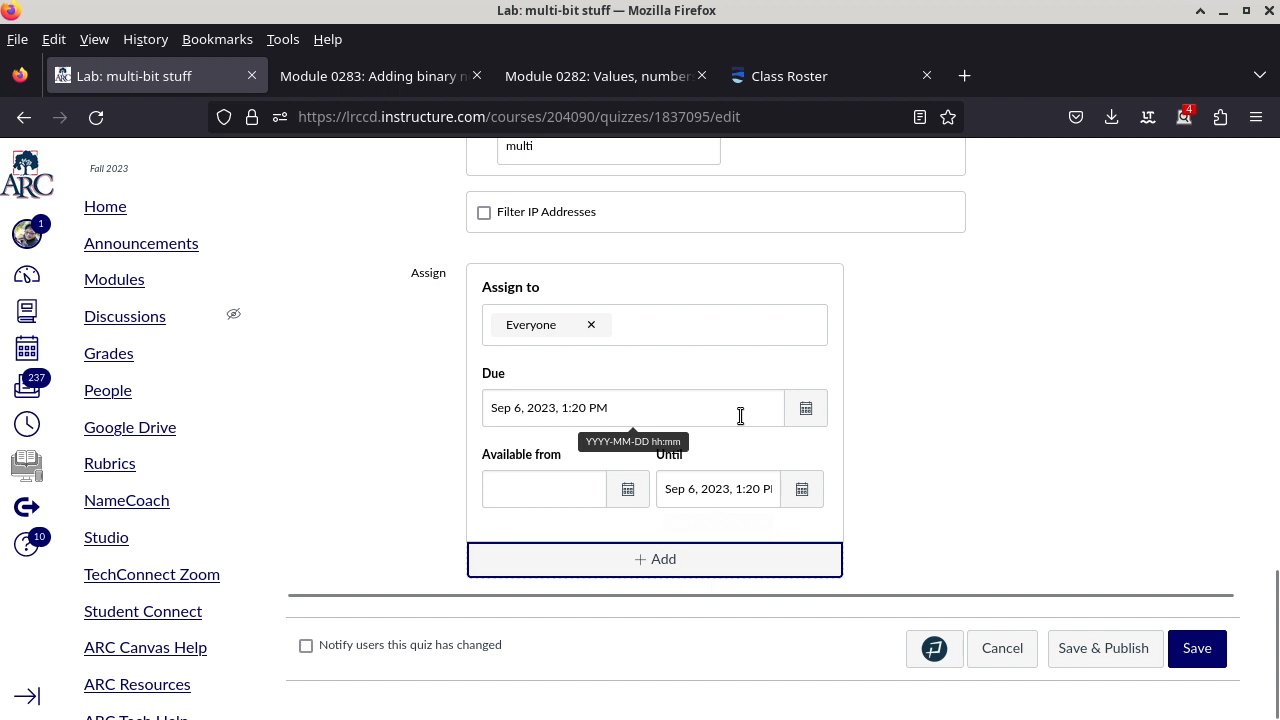 Lab: multi-bit stuff — Mozilla Firefox
File Edit View History Bookmarks Tools Help
Lab: multi-bit stuff
Module 0283: Adding binary n
Module 0282: Values, number
Class Roster
https://lrccd.instructure.com/courses/204090/quizzes/1837095/edit
4
ARC
Fall 2023
1
237
10
Home
Announcements
Modules
Discussions
Grades
People
Google Drive
Rubrics
NameCoach
Studio
TechConnect Zoom
Student Connect
ARC Canvas Help
ARC Resources
ARC Tech Help
multi
Filter IP Addresses
Assign
Assign to
Everyone
Due
Sep 6, 2023, 1:20 PM
YYYY-MM-DD hh:mm
Available from Until
Sep 6, 2023, 1:20 PM
Add
Notify users this quiz has changed
Cancel
Save & Publish
Save